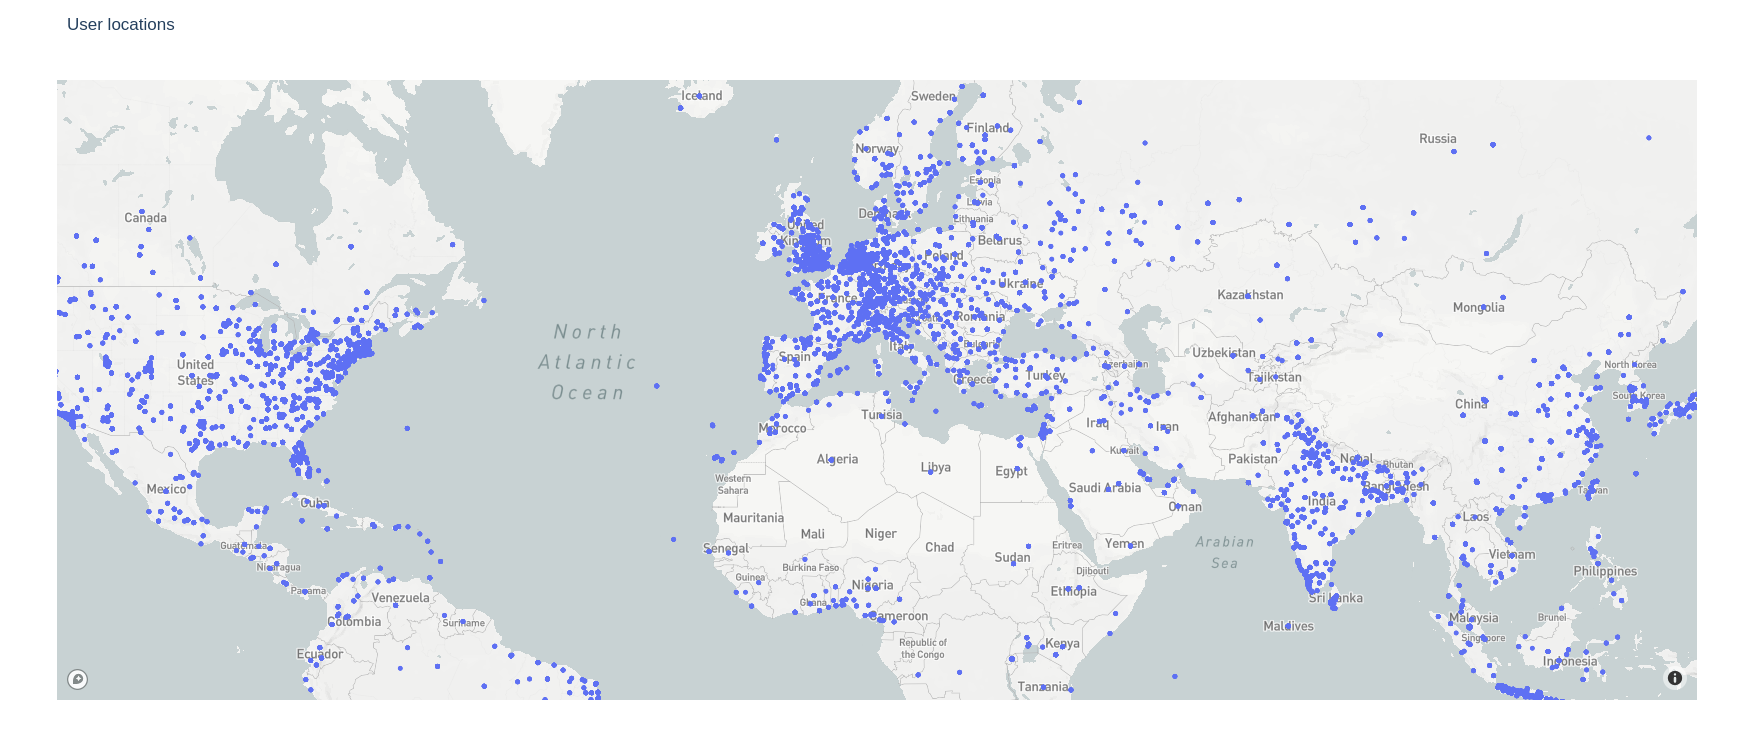 User locations
Iceland
Sweden
Finland
Russia
Norway
Estonia
Latvia
Canada
Lithuania
United
Kingdom
Belarus
Poland
Ukraine
France
Kazakhstan
Mongolia
Romania
North
Atlantic
Ocean
Italy
Bulgaria
Spain
Uzbekistan
United
States
Azerbaijan
North Korea
Greece
Turkey
Tajikistan
South Korea
China
Tunisia
Afghanistan
Morocco
Iraq
Iran
Algeria
Kuwait
Pakistan
Nepal
Bhutan
Libya
Egypt
Western
Sahara
Mexico
Saudi Arabia
Bangladesh
Taiwan
Cuba
India
Oman
Mauritania
Laos
Mali
Niger
Guatemala
Senegal
Chad
Eritrea
Yemen
Arabian
Sea
Sudan
Vietnam
Nicaragua
Burkina Faso
Djibouti
Philippines
Guinea
Nigeria
Panama
Venezuela
Ghana
Ethiopia
Sri Lanka
Cameroon
Colombia
Suriname
Maldives
Malaysia
Brunei
Singapore
Ecuador
Republic of
the Congo
Kenya
Indonesia
Tanzania